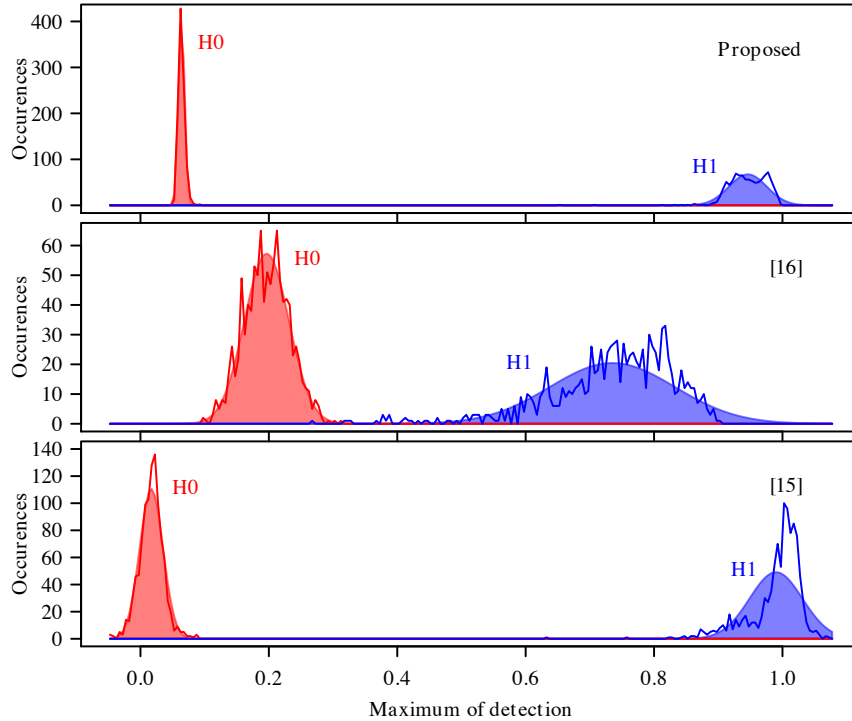 400
300
200
100
0
Occurences
H0
Proposed
H1
60
50
40
30
20
10
0
Occurences
H0
[16]
H1
140
120
100
80
60
40
20
0
Occurences
H0
[15]
H1
0.0 0.2 0.4 0.6 0.8 1.0
Maximum of detection